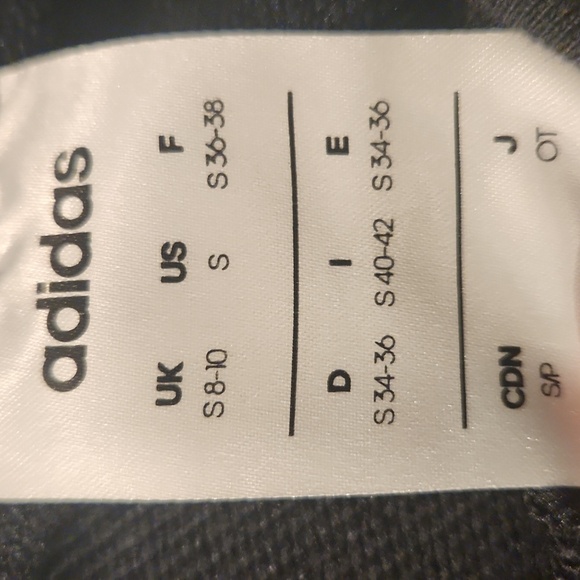 adidas
UK US F
S 8-10 S S 36-38
D I E
S 34-36 S 40-42 S 34-36
CDN J
S/P OT